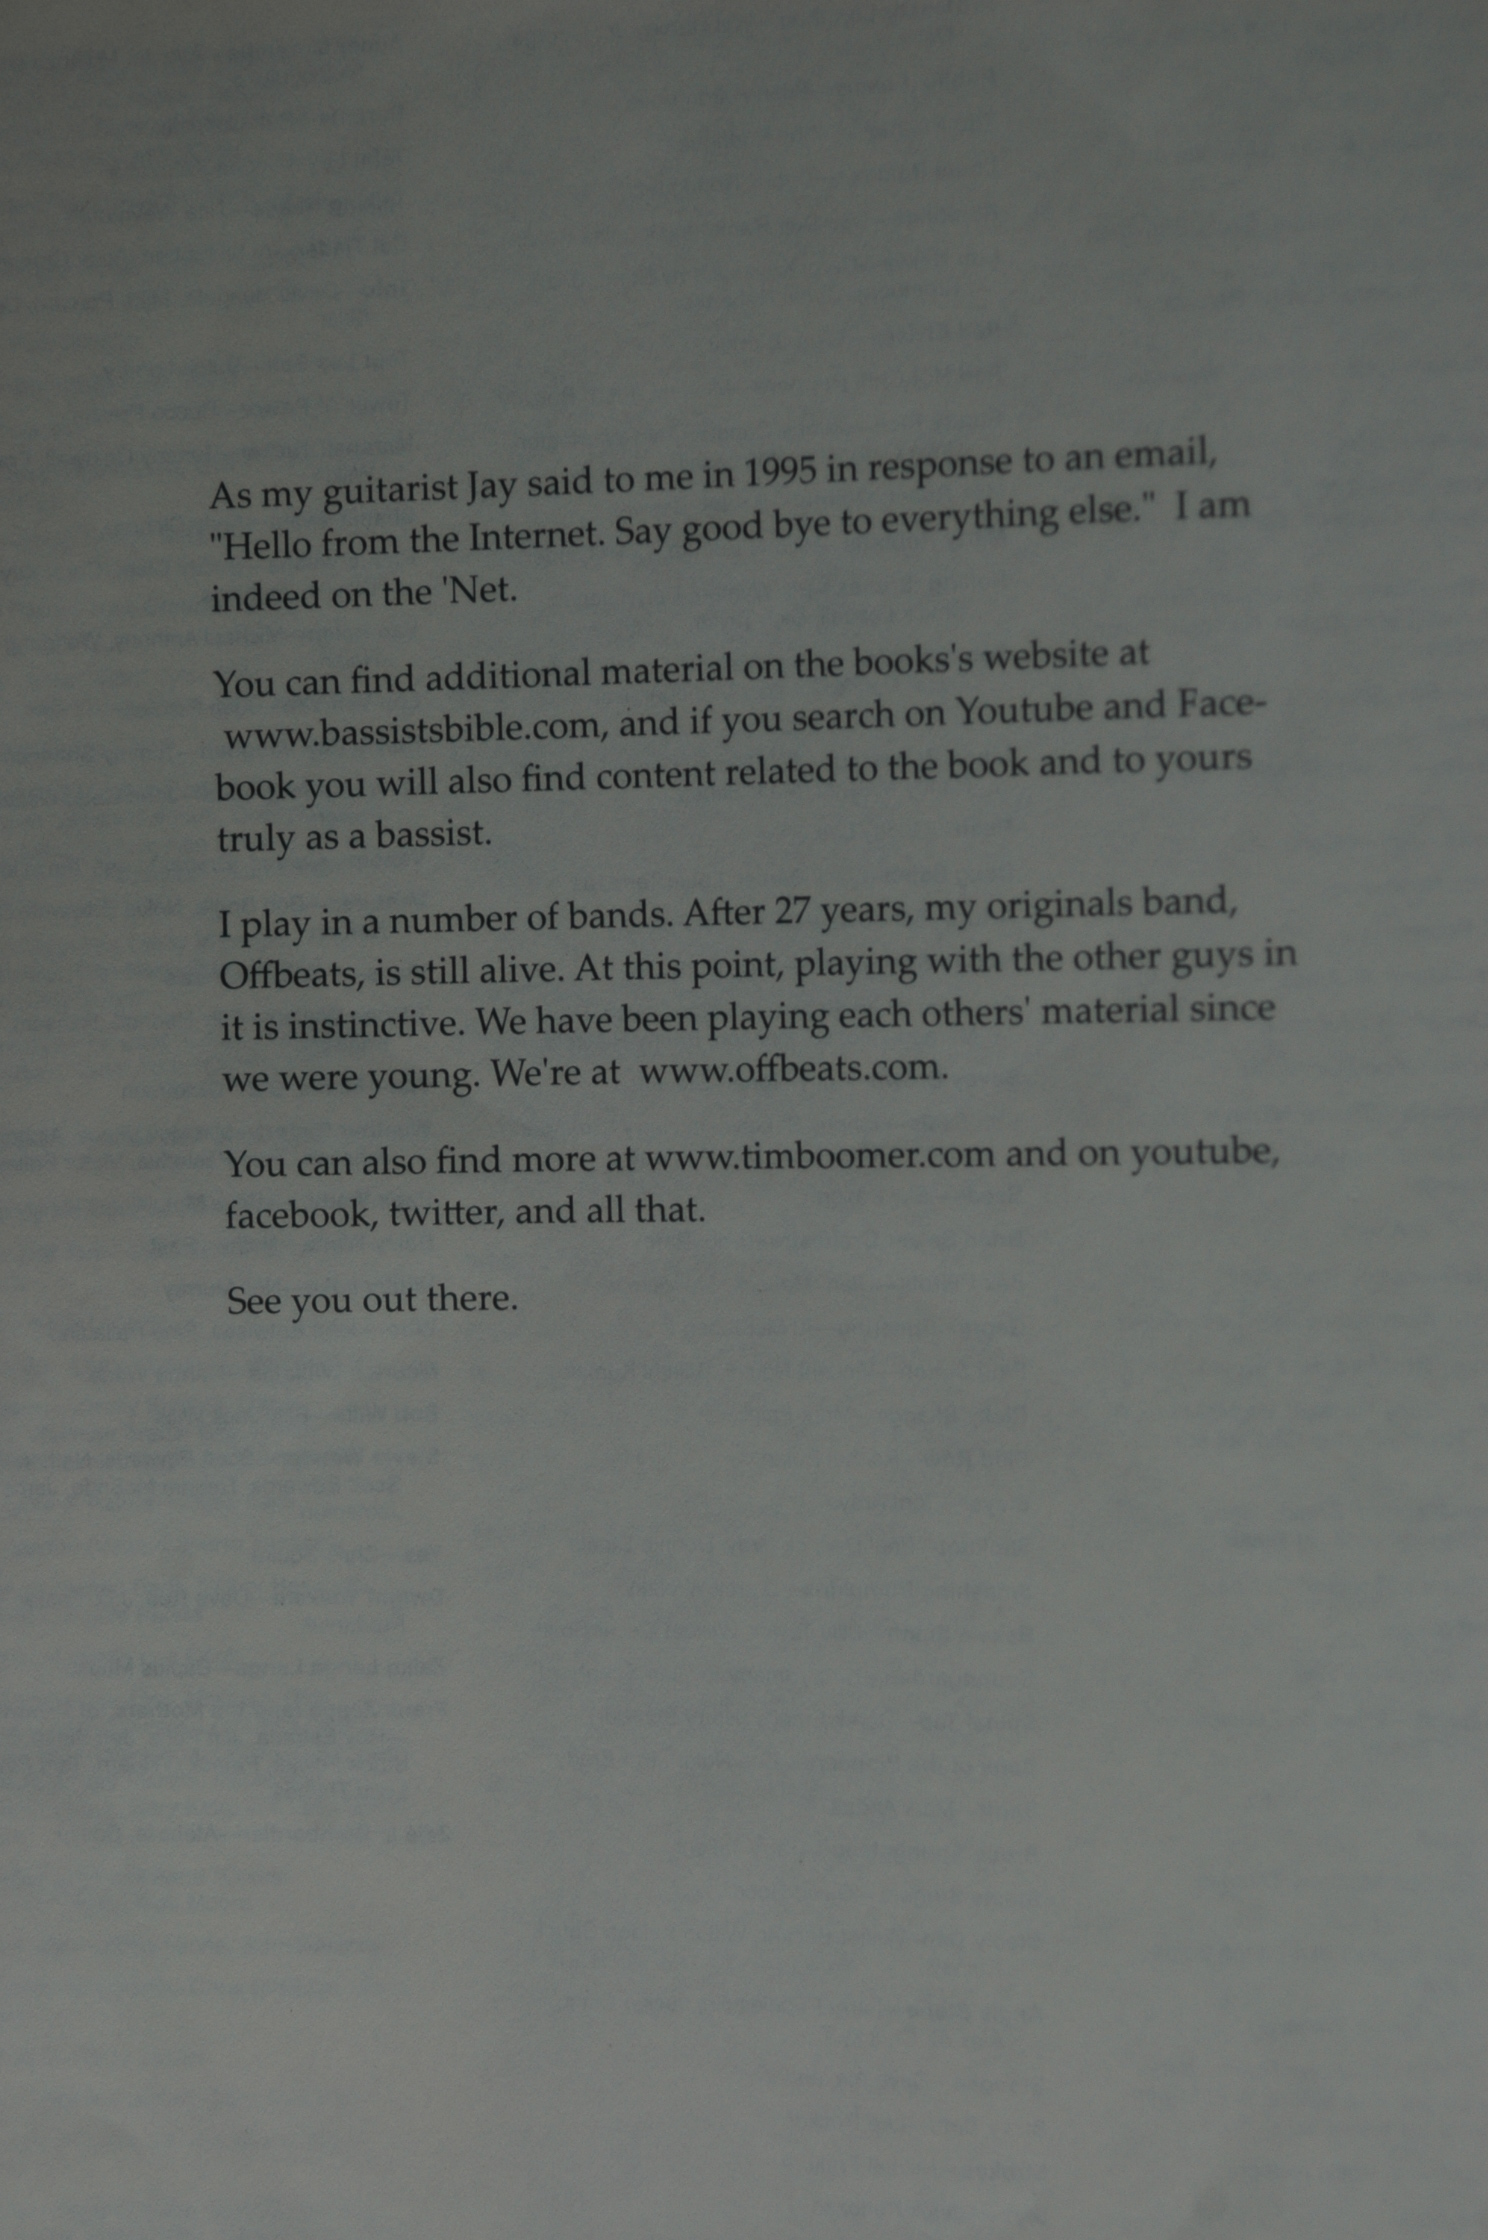 As my guitarist Jay said to me in 1995 in response to an email,
"Hello from the Internet. Say good bye to everything else."  I am
indeed on the 'Net.
You can find additional material on the books's website at
www.bassistsbible.com, and if you search on Youtube and Face-
book you will also find content related to the book and to yours
truly as a bassist.
I play in a number of bands. After 27 years, my originals band,
Offbeats, is still alive. At this point, playing with the other guys in
it is instinctive. We have been playing each others' material since
we were young. We're at  www.offbeats.com.
You can also find more at www.timboomer.com and on youtube,
facebook, twitter, and all that.
See you out there.